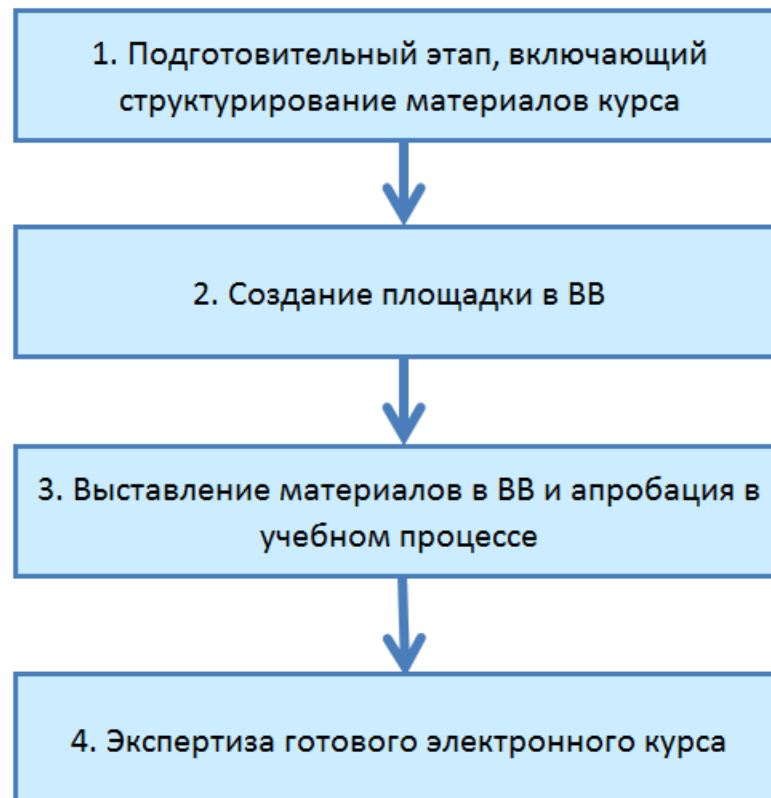 1. Подготовительный этап, включающий
структурирование материалов курса
2. Создание площадки в ВВ
3. Выставление материалов в ВВ и апробация в
учебном процессе
4. Экспертиза готового электронного курса